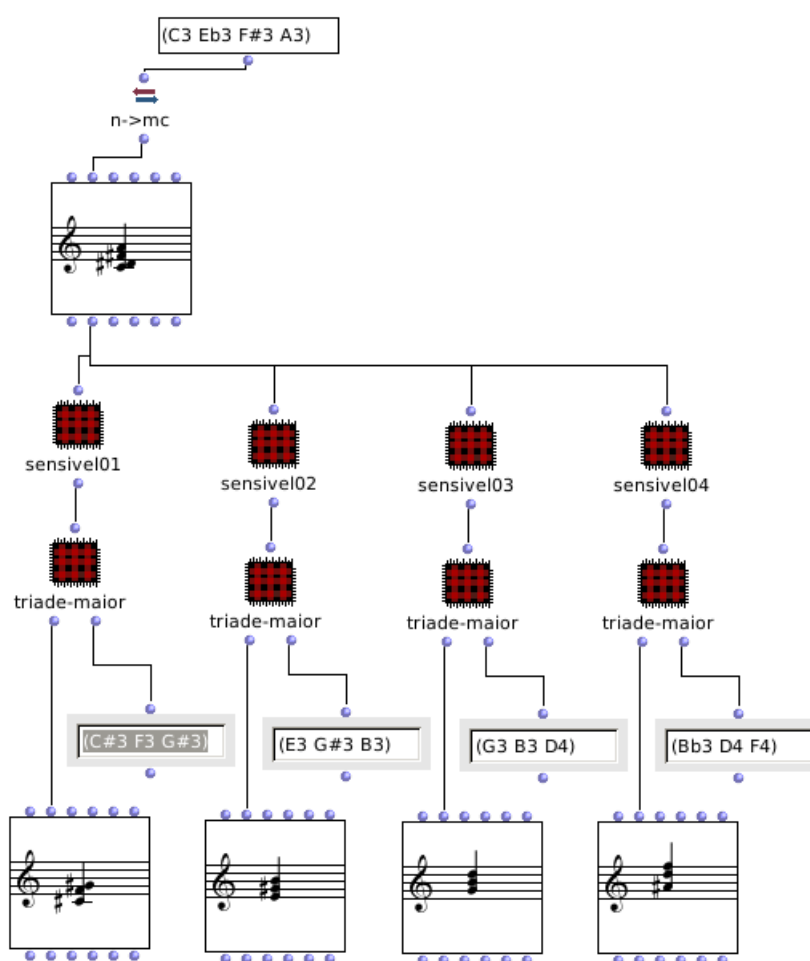 (C3 Eb3 F#3 A3)
n->mc
sensivel01
sensivel02
sensivel03
sensivel04
triade-maior
triade-maior
triade-maior
triade-maior
(C#3 F3 G#3)
(E3 G#3 B3)
(G3 B3 D4)
(Bb3 D4 F4)